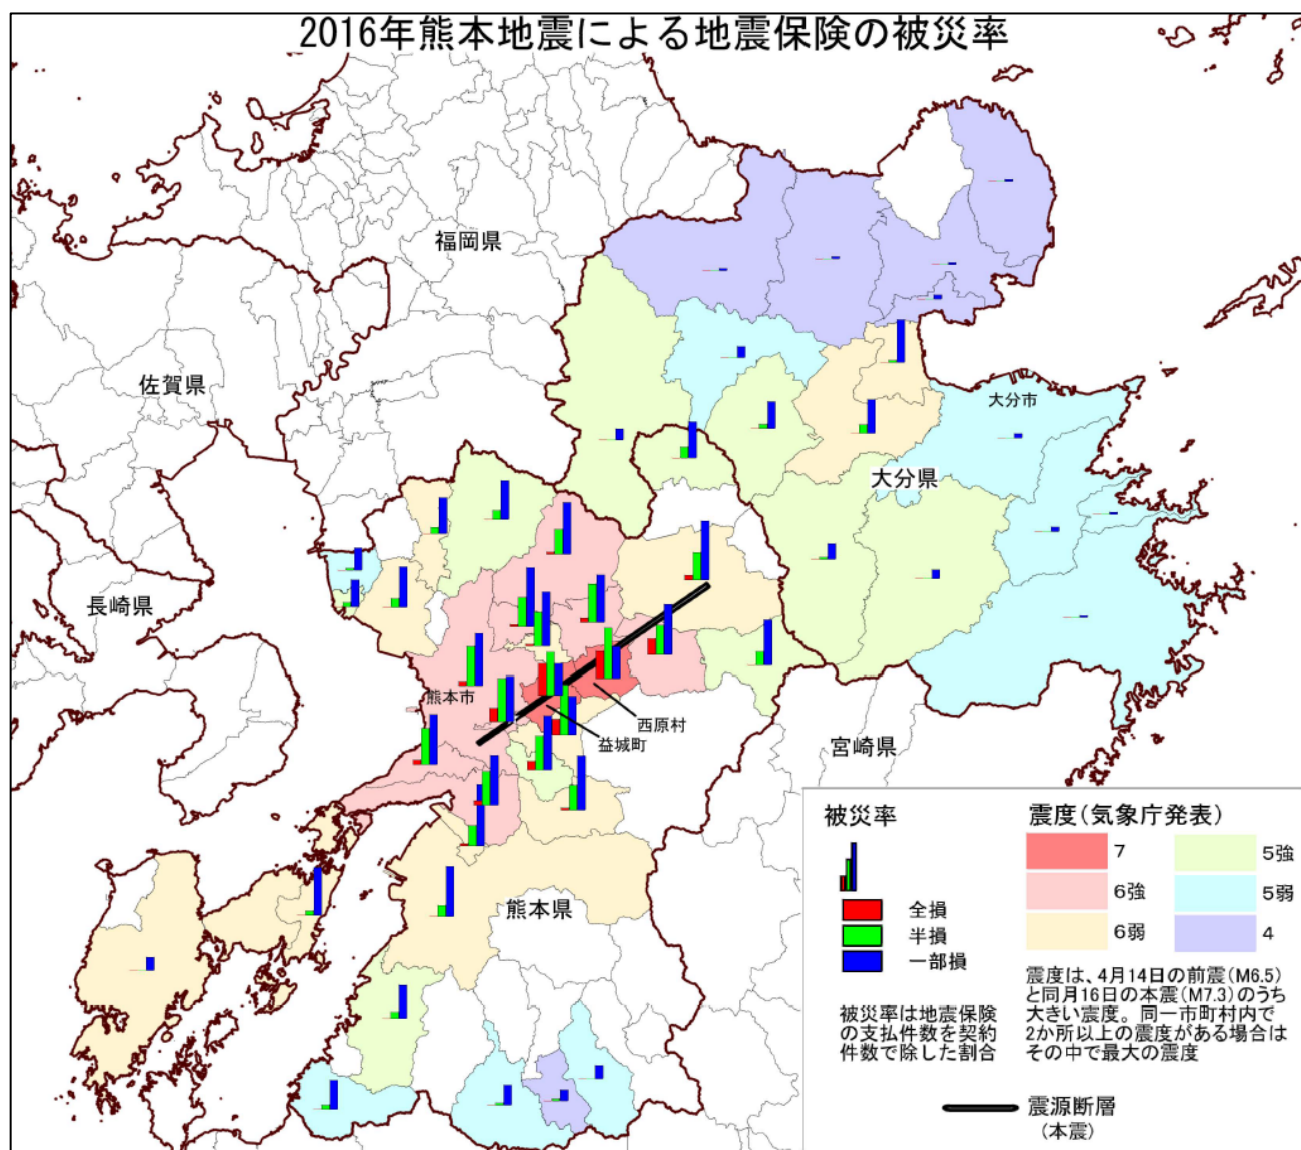 2016年熊本地震による地震保険の被災率
福岡県
佐賀県
大分市
大分県
長崎県
熊本市
西原村
益城町
宮崎県
熊本県
被災率
全損
半損
一部損
被災率は地震保険
の支払件数を契約
件数で除した割合
震度(気象庁発表)
7
5強
6強
5弱
6弱
4
震度は、4月14日の前震(M6.5)
と同月16日の本震(M7.3)のうち
大きい震度。同一市町村内で
2か所以上の震度がある場合は
その中で最大の震度
震源断層
(本震)